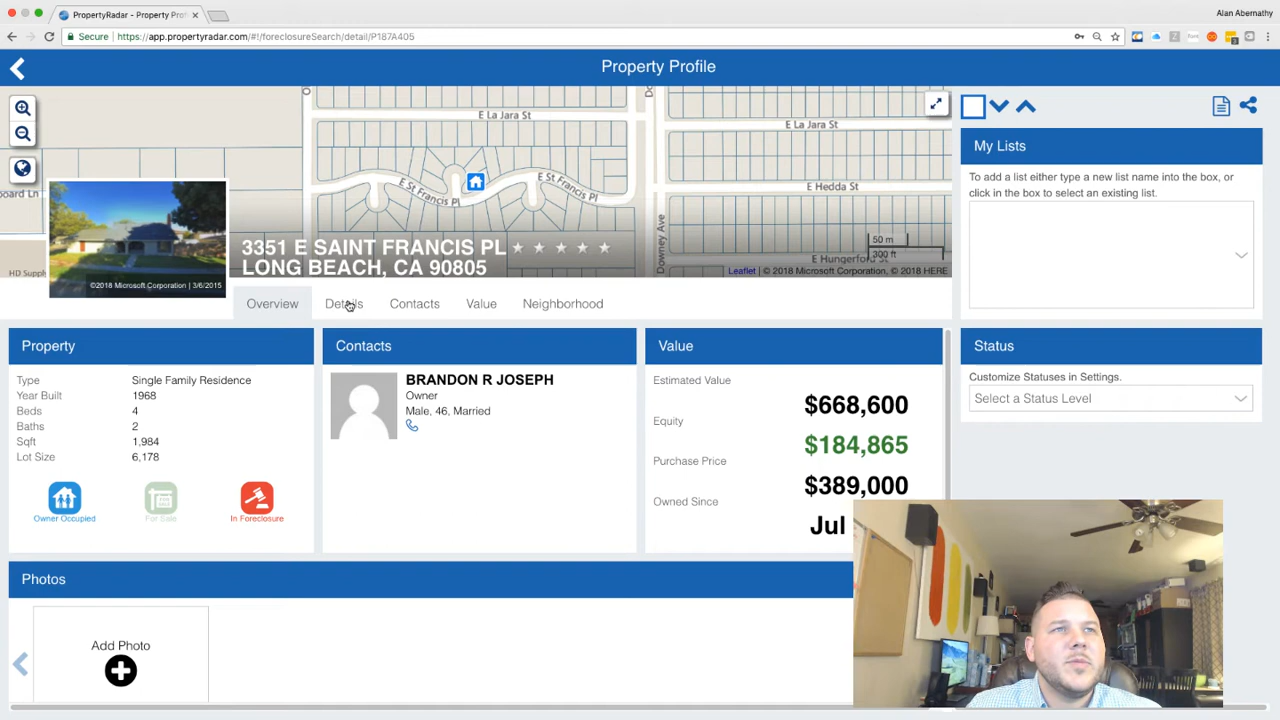 PropertyRadar - Property Prof
Alan Abernathy
Secure
https://app.propertyradar.com/#!/foreclosureSearch/detail/P187A405
Property Profile
E La Jara St
E La Jara St
E St Francis Pl
E St Francis Pl
E Hedda St
E Hungerford St
Downey Ave
50 m
300 ft
HD Supply
Leaflet | © 2018 Microsoft Corporation, © 2018 HERE
©2018 Microsoft Corporation | 3/6/2015
3351 E SAINT FRANCIS PL
LONG BEACH, CA 90805
Overview
Details
Contacts
Value
Neighborhood
My Lists
To add a list either type a new list name into the box, or
click in the box to select an existing list.
Property
Type Single Family Residence
Year Built 1968
Beds 4
Baths 2
Sqft 1,984
Lot Size 6,178
Owner Occupied
For Sale
In Foreclosure
Contacts
BRANDON R JOSEPH
Owner
Male, 46, Married
Value
Estimated Value $668,600
Equity $184,865
Purchase Price $389,000
Owned Since Jul
Status
Customize Statuses in Settings.
Select a Status Level
Photos
Add Photo